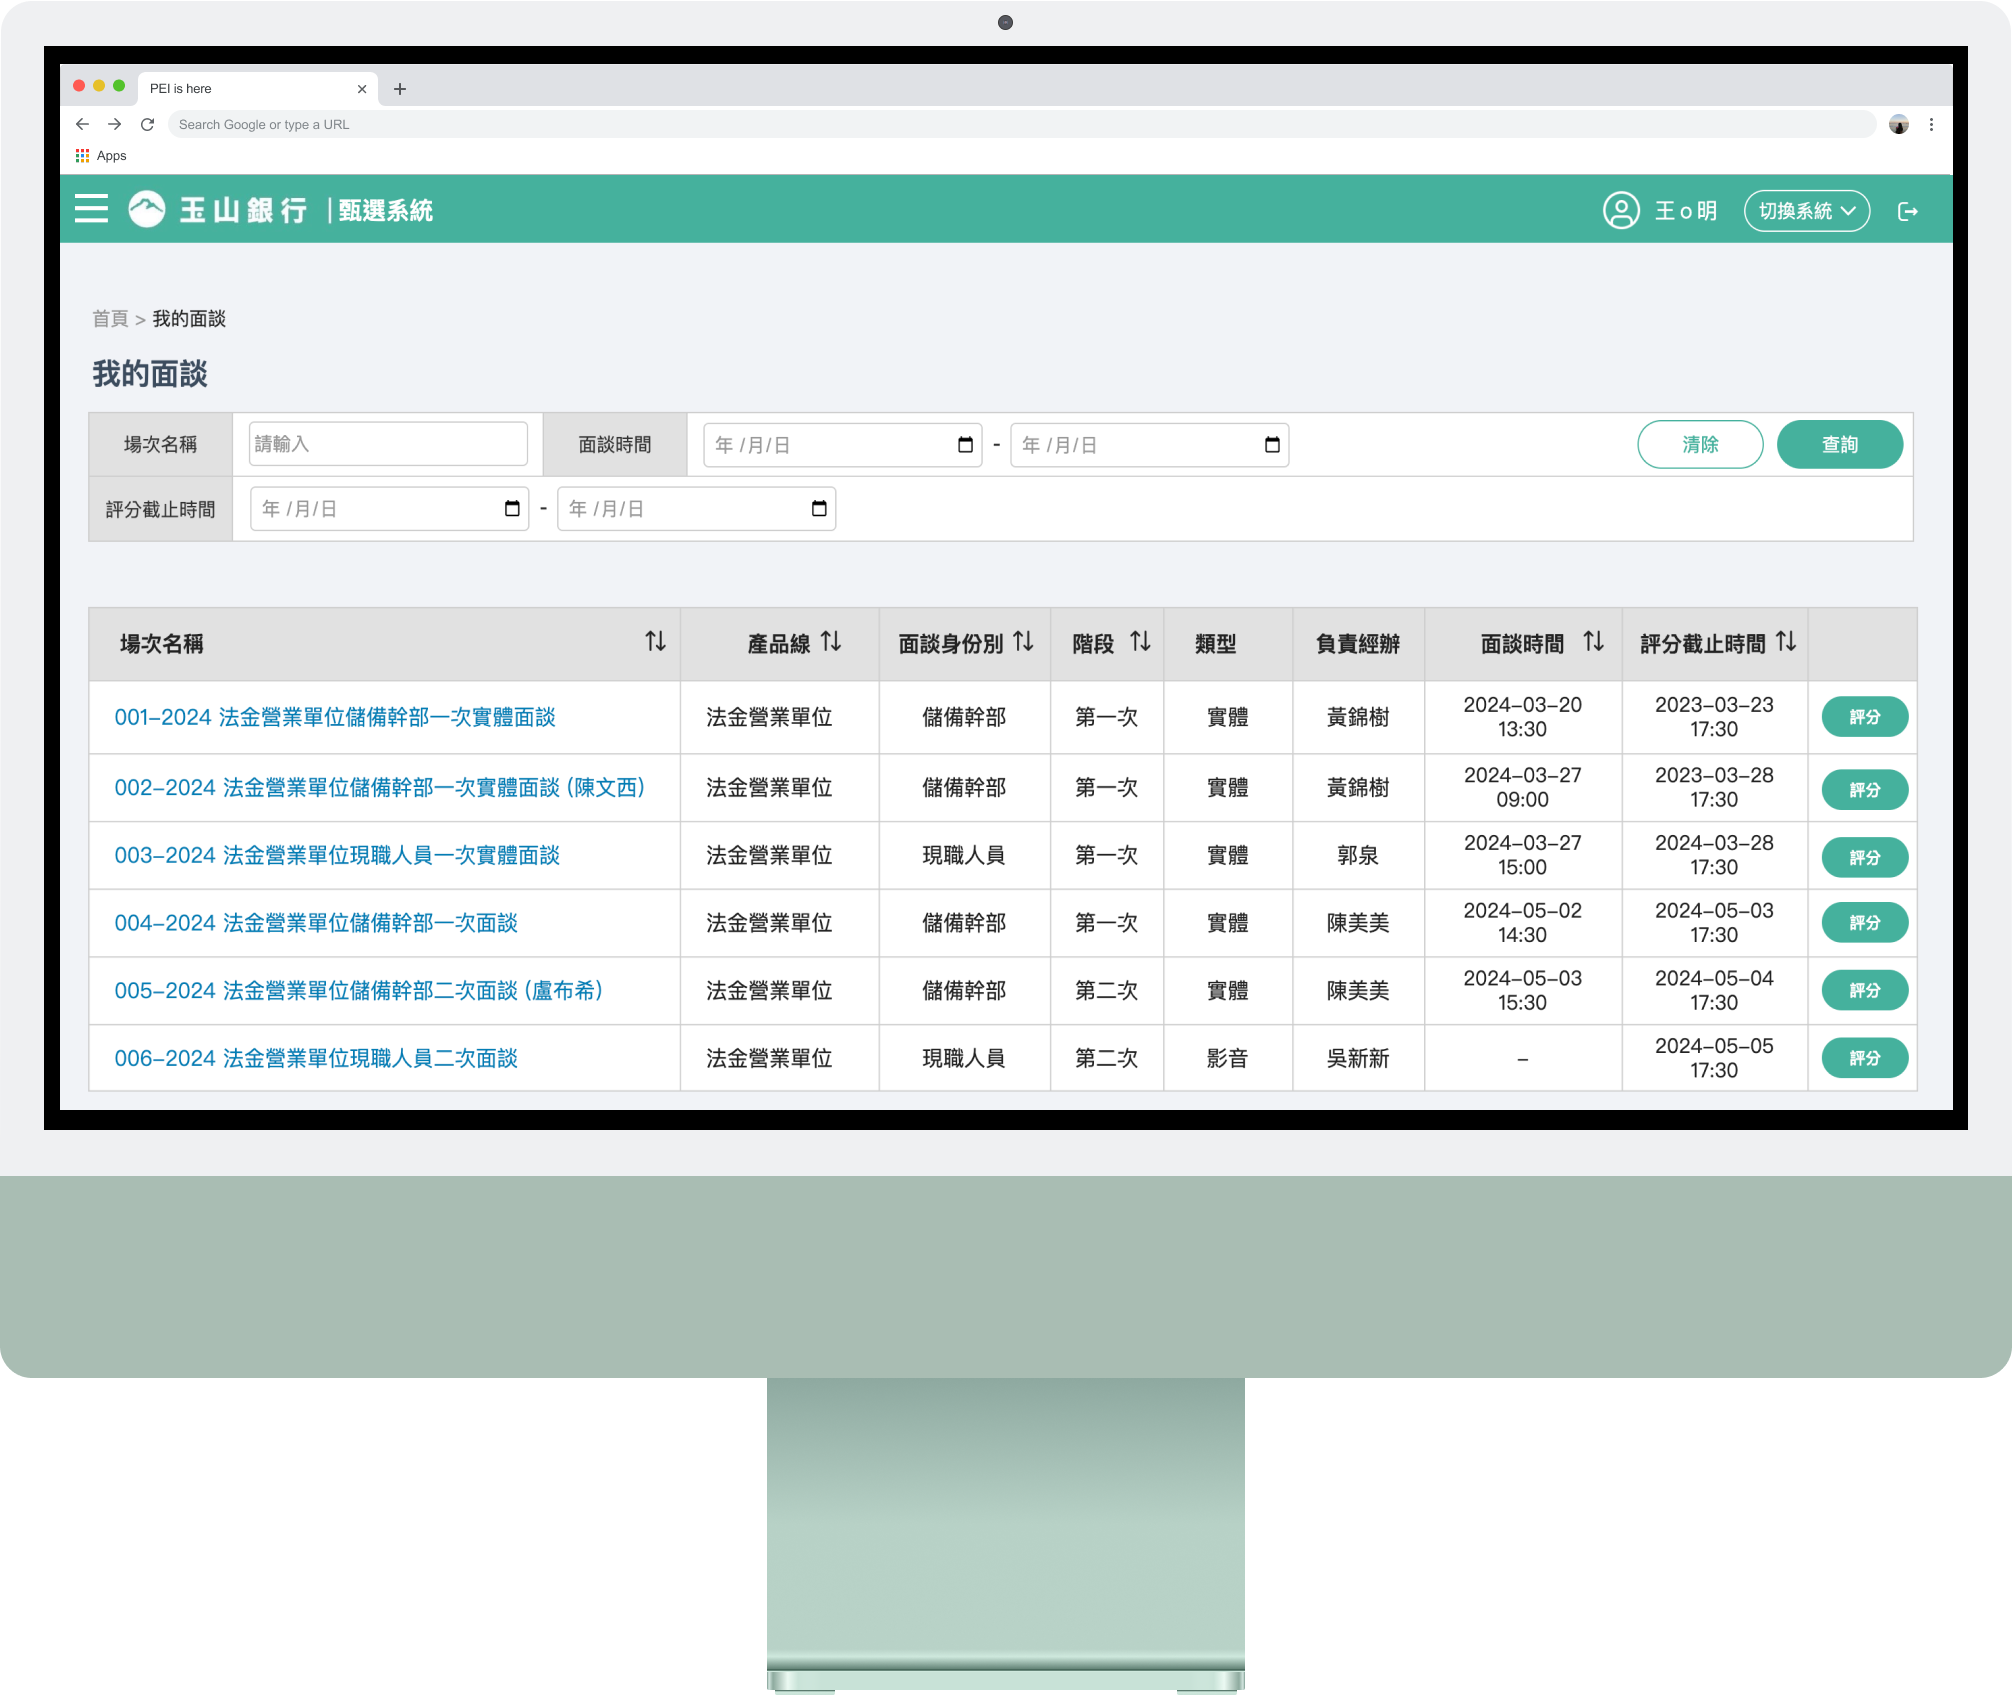 PEI is here
Search Google or type a URL
Apps
玉山銀行 | 甄選系統
王 o 明
切換系統
首頁 > 我的面談
我的面談
場次名稱 請輸入 面談時間 年 /月/日 - 年 /月/日 清除 查詢
評分截止時間 年 /月/日 - 年 /月/日
場次名稱 產品線 面談身份別 階段 類型 負責經辦 面談時間 評分截止時間
001-2024 法金營業單位儲備幹部一次實體面談 法金營業單位 儲備幹部 第一次 實體 黃錦樹 2024-03-20 13:30 2023-03-23 17:30 評分
002-2024 法金營業單位儲備幹部一次實體面談 (陳文西) 法金營業單位 儲備幹部 第一次 實體 黃錦樹 2024-03-27 09:00 2023-03-28 17:30 評分
003-2024 法金營業單位現職人員一次實體面談 法金營業單位 現職人員 第一次 實體 郭泉 2024-03-27 15:00 2024-03-28 17:30 評分
004-2024 法金營業單位儲備幹部一次面談 法金營業單位 儲備幹部 第一次 實體 陳美美 2024-05-02 14:30 2024-05-03 17:30 評分
005-2024 法金營業單位儲備幹部二次面談 (盧布希) 法金營業單位 儲備幹部 第二次 實體 陳美美 2024-05-03 15:30 2024-05-04 17:30 評分
006-2024 法金營業單位現職人員二次面談 法金營業單位 現職人員 第二次 影音 吳新新 - 2024-05-05 17:30 評分